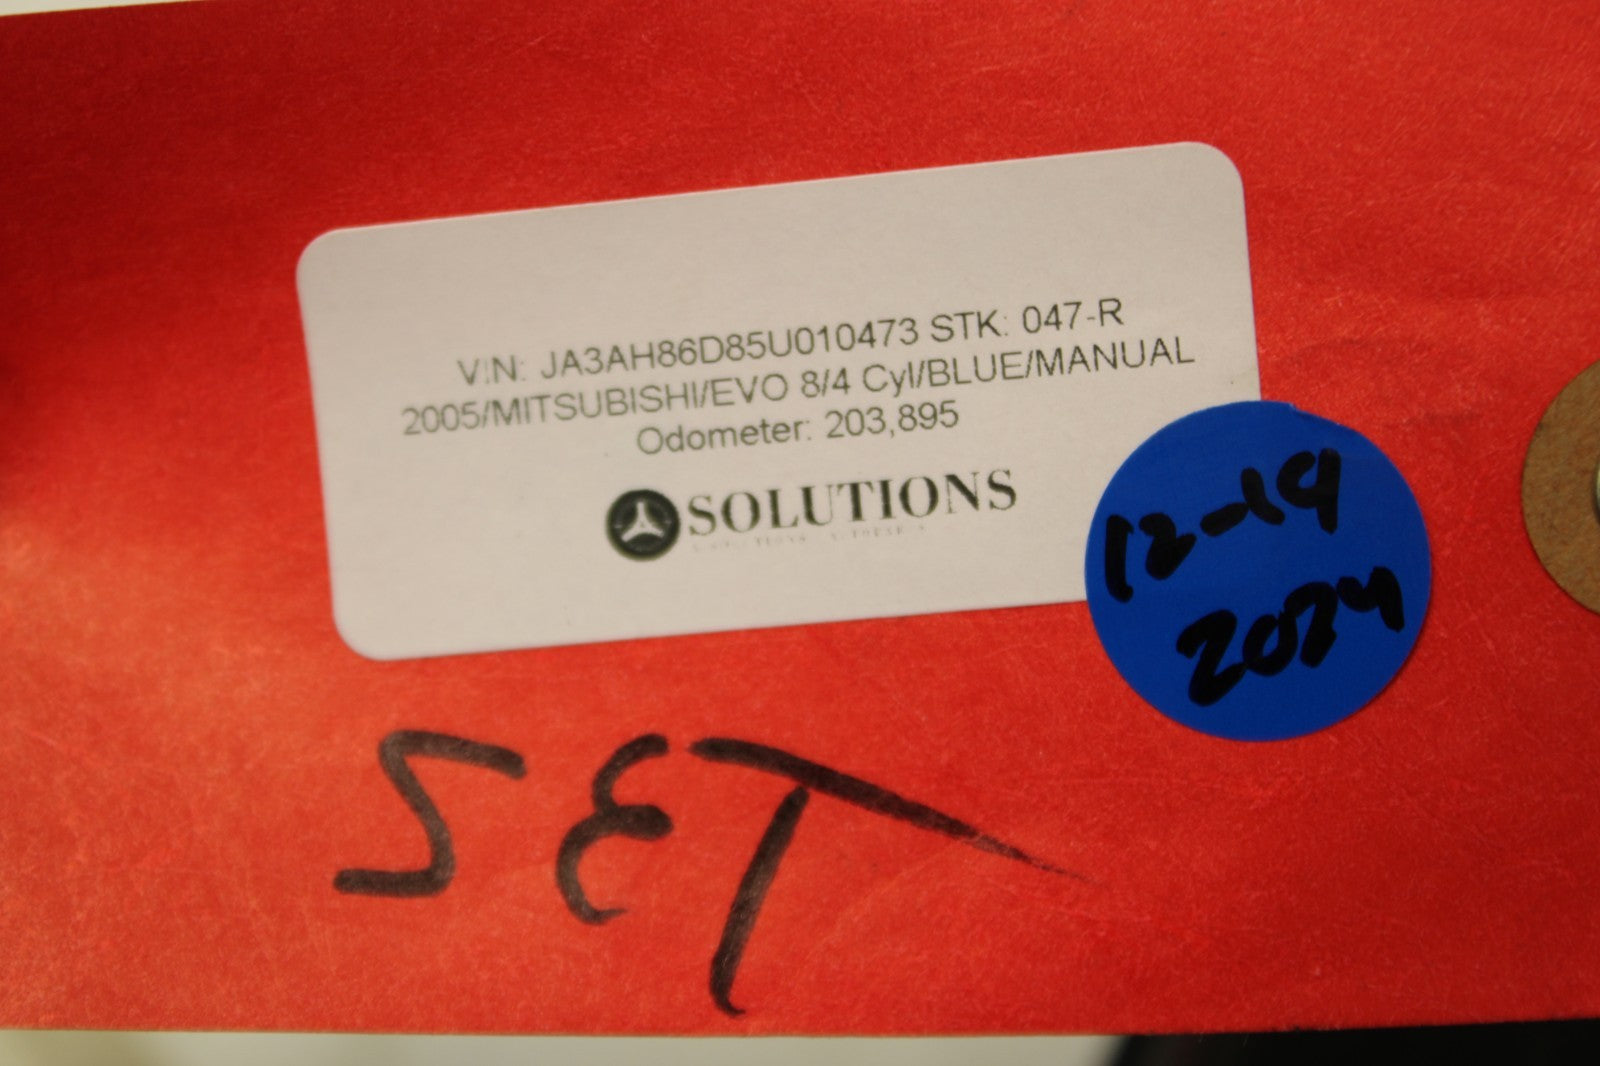 VIN: JA3AH86D85U010473 STK: 047-R
2005/MITSUBISHI/EVO 8/4 Cyl/BLUE/MANUAL
Odometer: 203,895
SOLUTIONS
12-19
2024
SET